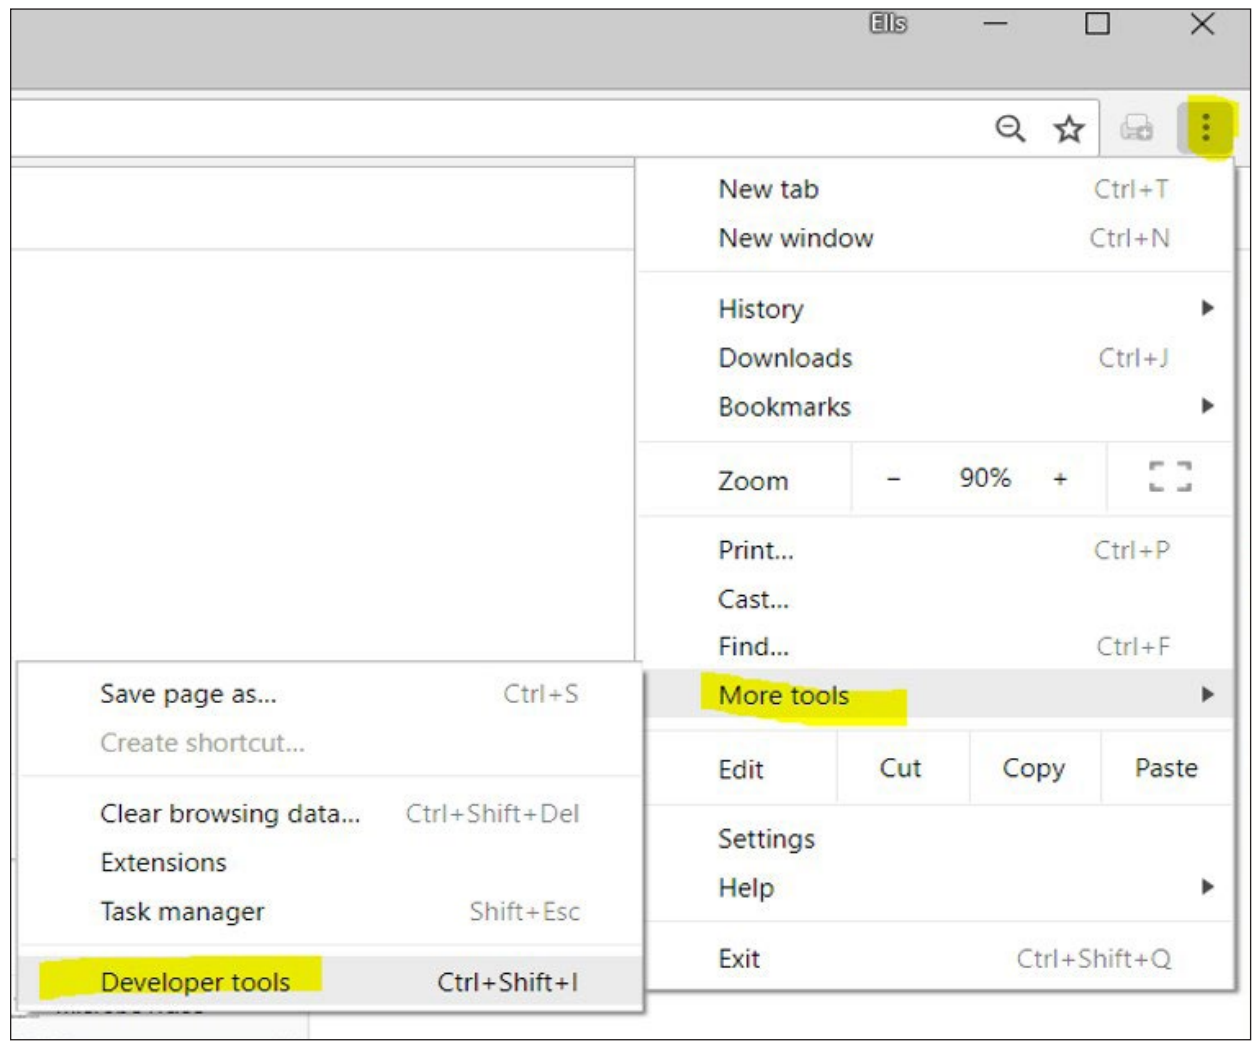 Ells
New tab Ctrl+T
New window Ctrl+N
History
Downloads Ctrl+J
Bookmarks
Zoom - 90% +
Print... Ctrl+P
Cast...
Find... Ctrl+F
More tools
Edit Cut Copy Paste
Settings
Help
Exit Ctrl+Shift+Q
Save page as... Ctrl+S
Create shortcut...
Clear browsing data... Ctrl+Shift+Del
Extensions
Task manager Shift+Esc
Developer tools Ctrl+Shift+I